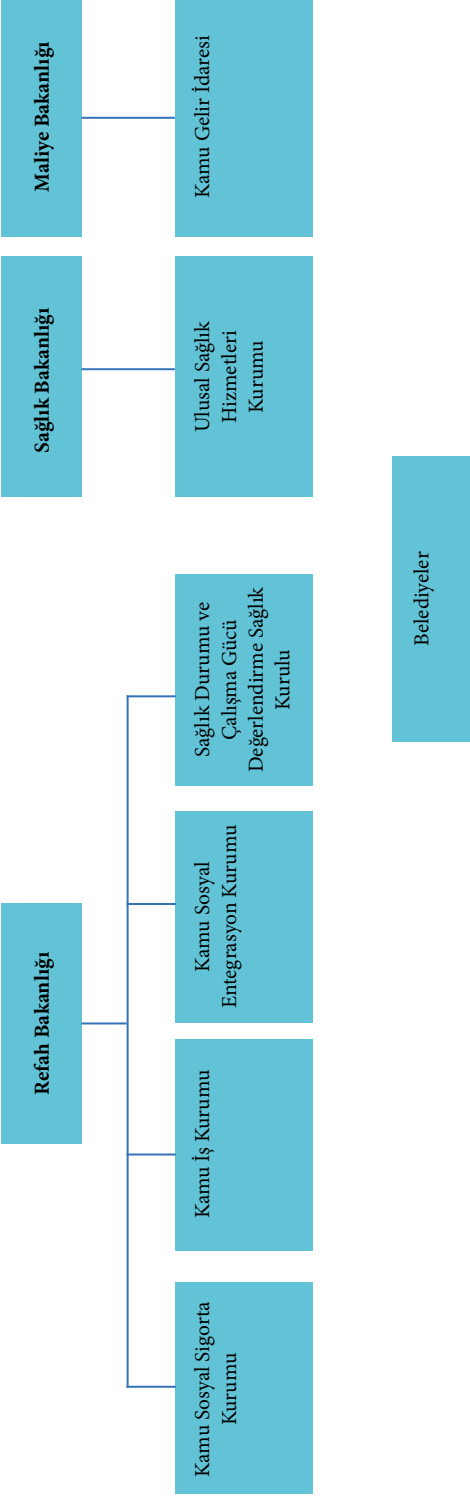 Refah Bakanlığı
Sağlık Bakanlığı
Maliye Bakanlığı
Kamu Sosyal Sigorta
Kurumu
Kamu İş Kurumu
Kamu Sosyal
Entegrasyon Kurumu
Sağlık Durumu ve
Çalışma Gücü
Değerlendirme Sağlık
Kurulu
Ulusal Sağlık
Hizmetleri
Kurumu
Kamu Gelir İdaresi
Belediyeler